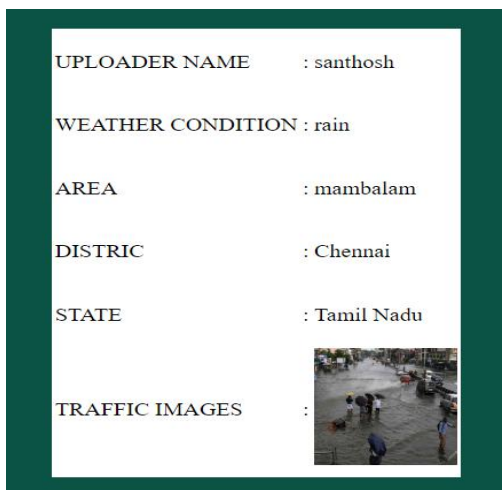 UPLOADER NAME : santhosh
WEATHER CONDITION : rain
AREA : mambalam
DISTRIC : Chennai
STATE : Tamil Nadu
TRAFFIC IMAGES :